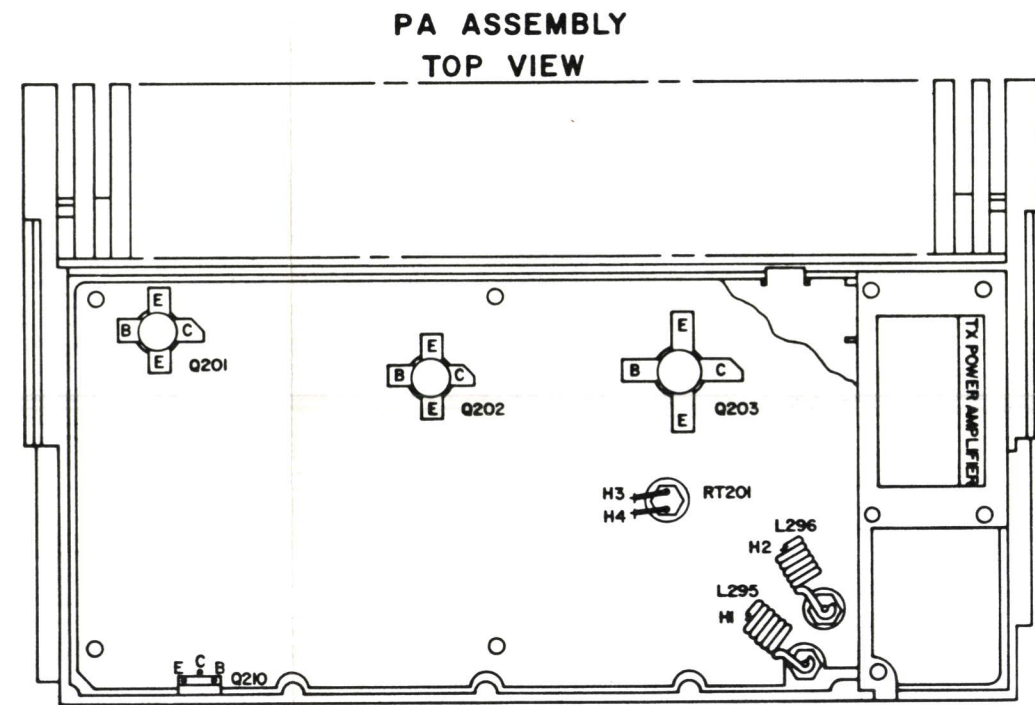 PA ASSEMBLY
TOP VIEW
E
B C
E
Q201
E
B C
E
Q202
E
B C
E
Q203
TX POWER AMPLIFIER
H3
H4
RT201
L296
H2
L295
H1
E C B
Q210